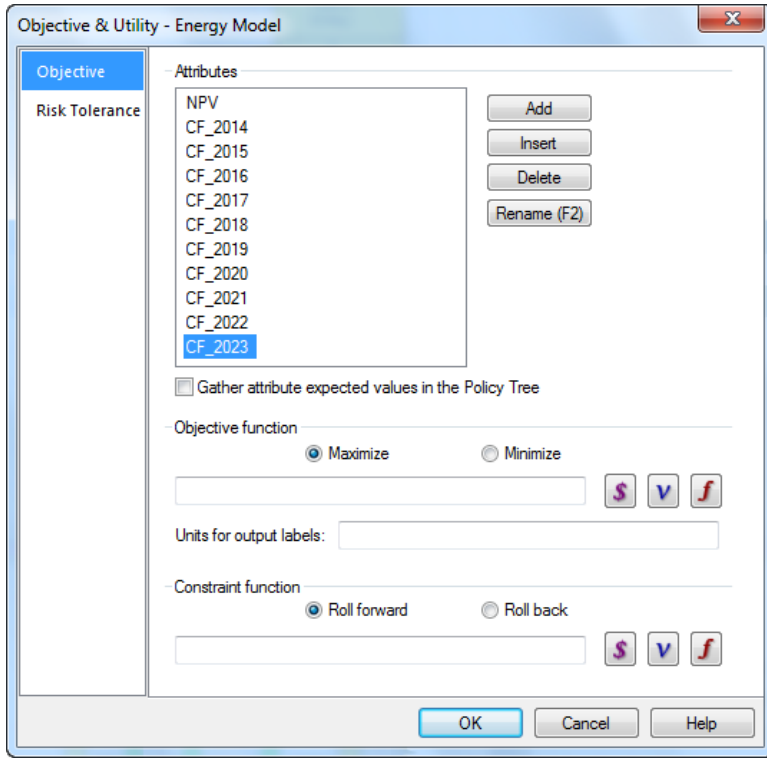 Objective & Utility - Energy Model
x
Objective
Risk Tolerance
Attributes
NPV
CF_2014
CF_2015
CF_2016
CF_2017
CF_2018
CF_2019
CF_2020
CF_2021
CF_2022
CF_2023
Add
Insert
Delete
Rename (F2)
Gather attribute expected values in the Policy Tree
Objective function
Maximize Minimize
$ v f
Units for output labels:
Constraint function
Roll forward Roll back
$ v f
OK Cancel Help